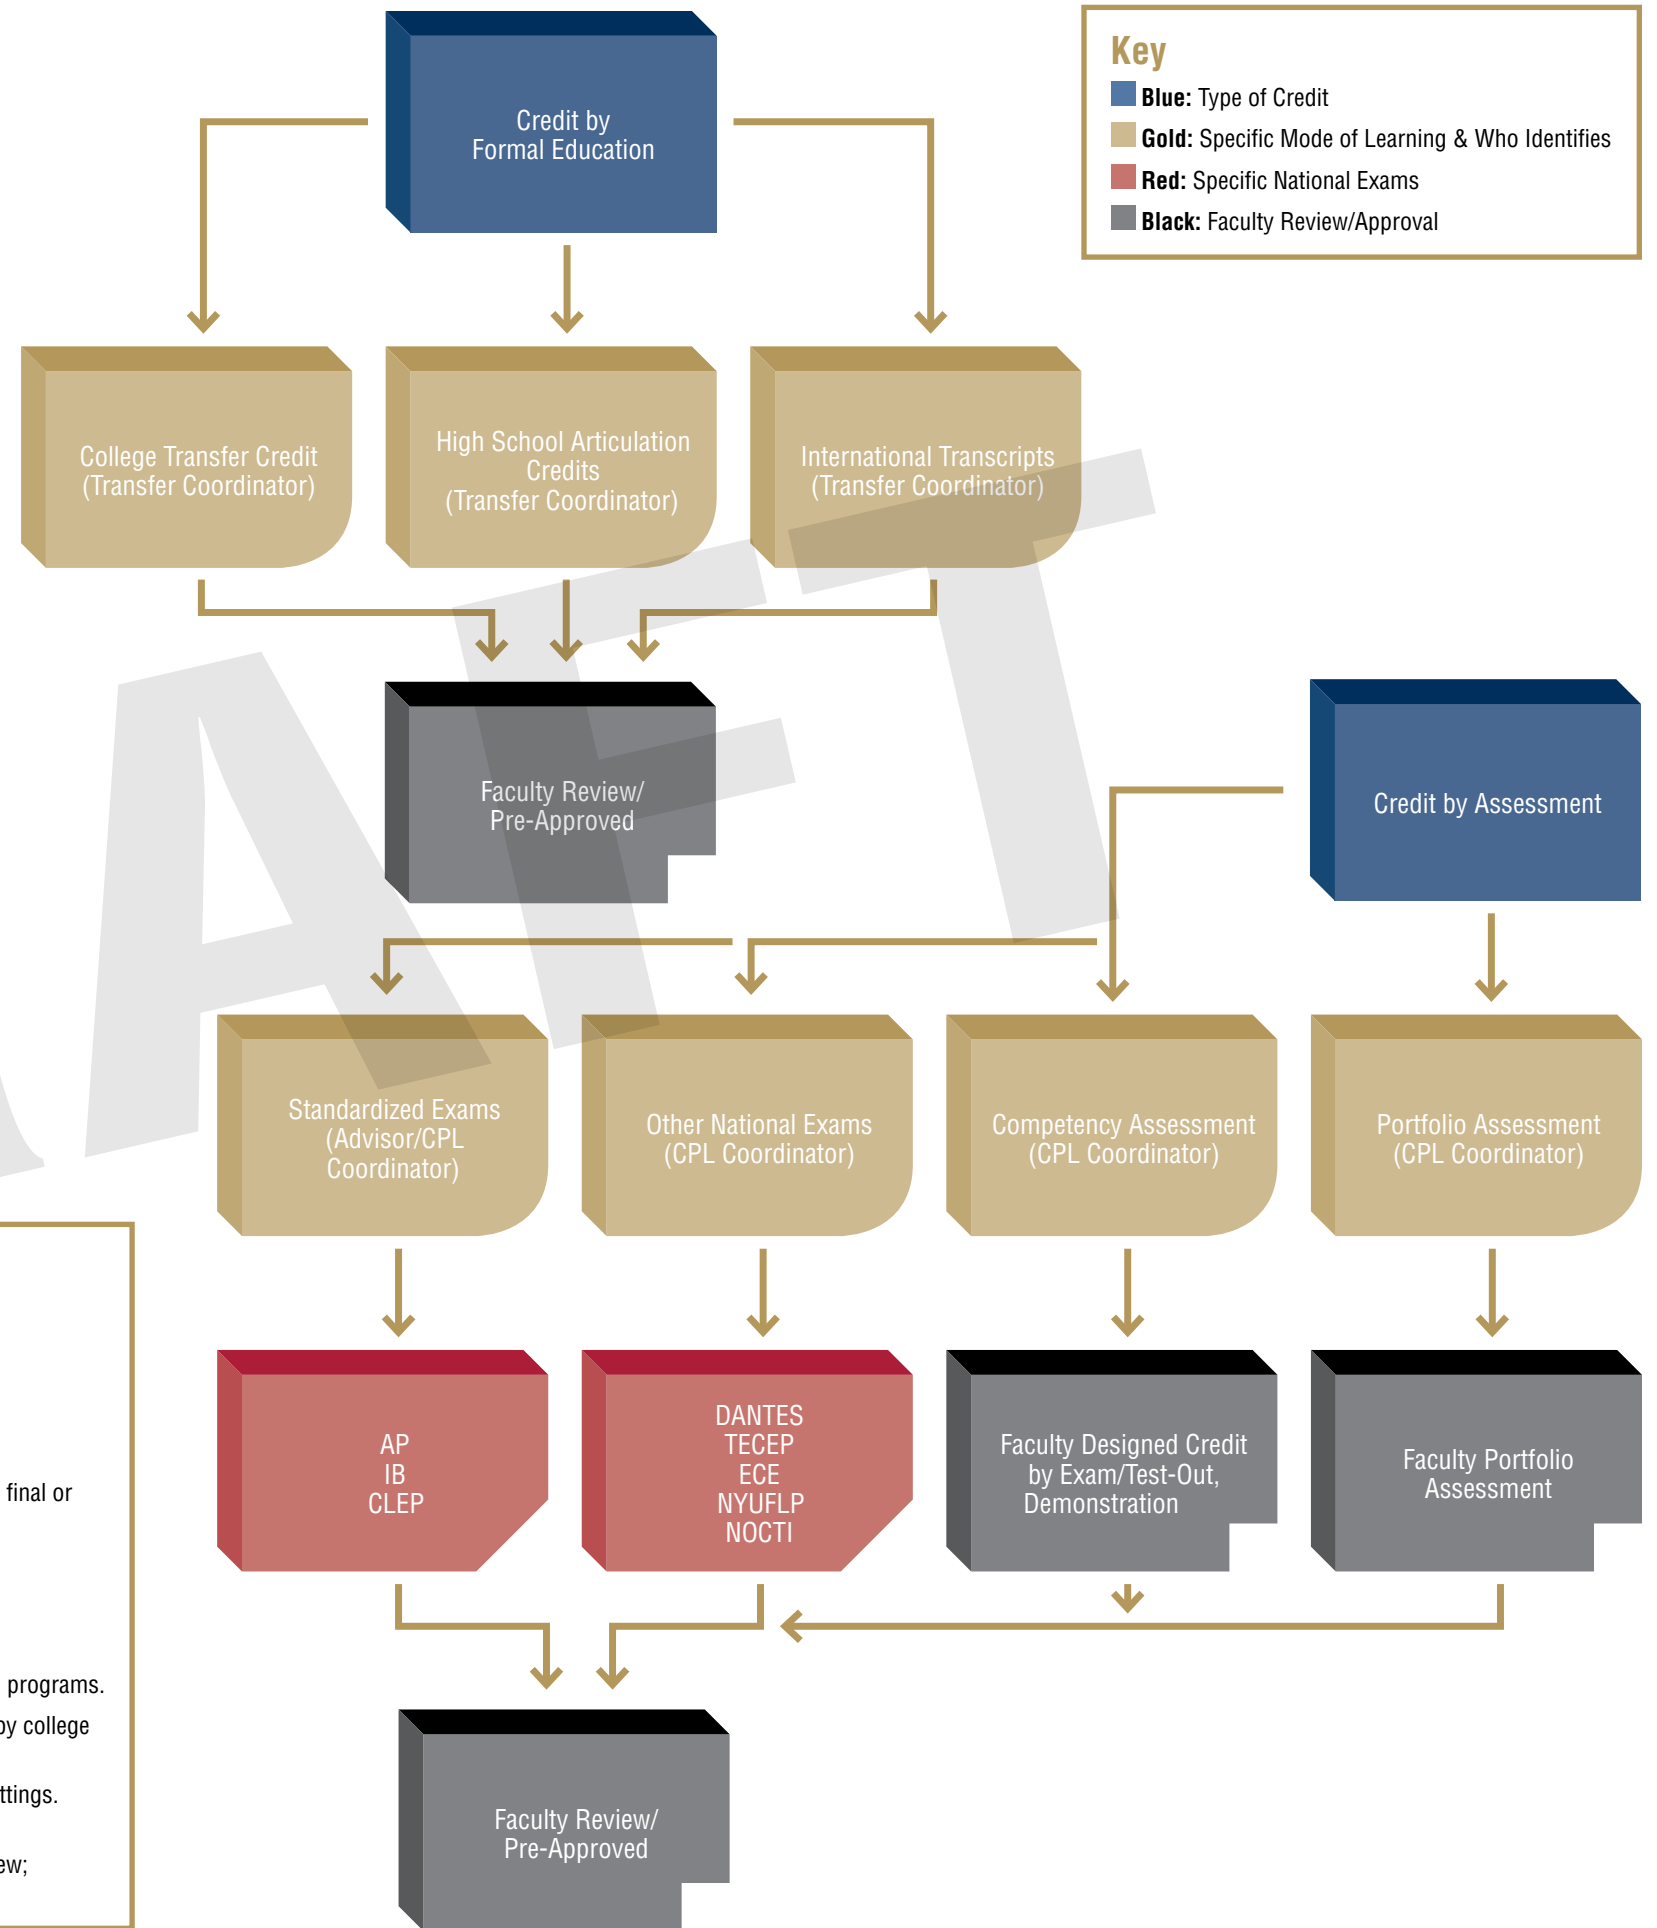 Key
Blue: Type of Credit
Gold: Specific Mode of Learning & Who Identifies
Red: Specific National Exams
Black: Faculty Review/Approval
Credit by
Formal Education
College Transfer Credit
(Transfer Coordinator)
High School Articulation
Credits
(Transfer Coordinator)
International Transcripts
(Transfer Coordinator)
Faculty Review/
Pre-Approved
Credit by Assessment
Standardized Exams
(Advisor/CPL
Coordinator)
Other National Exams
(CPL Coordinator)
Competency Assessment
(CPL Coordinator)
Portfolio Assessment
(CPL Coordinator)
AP
IB
CLEP
DANTES
TECEP
ECE
NYUFLP
NOCTI
Faculty Designed Credit
by Exam/Test-Out,
Demonstration
Faculty Portfolio
Assessment
Faculty Review/
Pre-Approved
final or
programs.
by college
AFT